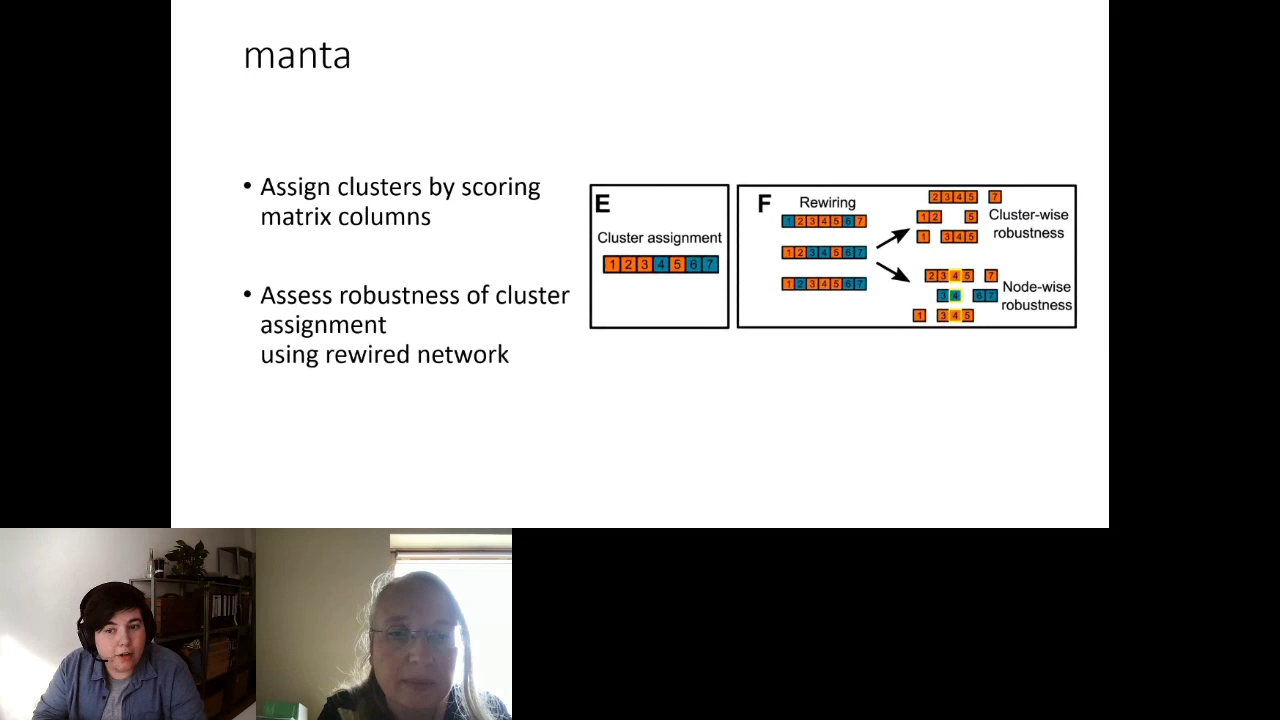 manta
• Assign clusters by scoring
matrix columns
• Assess robustness of cluster
assignment
using rewired network
E
Cluster assignment
1 2 3 4 5 6 7
F
Rewiring
1 2 3 4 5 6 7
1 2 3 4 5 6 7
1 2 3 4 5 6 7
2 3 4 5 7
1 2 5
1 3 4 5
Cluster-wise
robustness
2 3 4 5 7
3 4 6 7
1 3 4 5
Node-wise
robustness